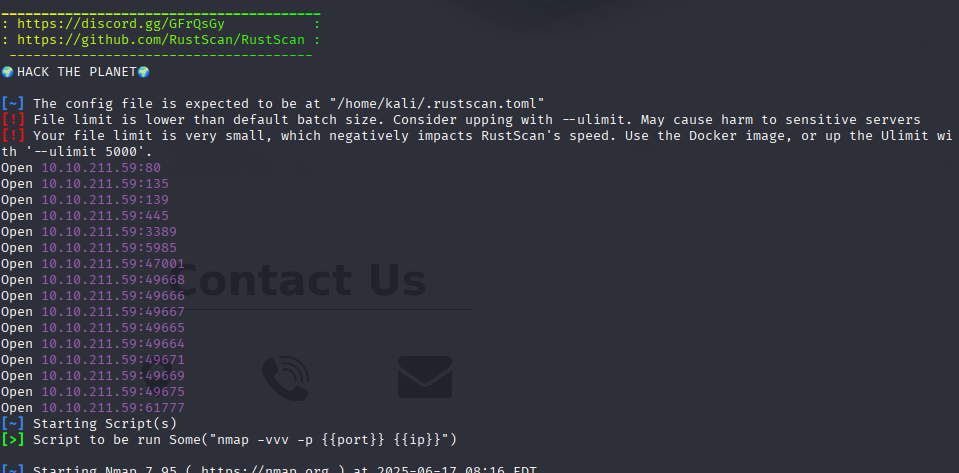 : https://discord.gg/GFrQsGy :
: https://github.com/RustScan/RustScan :
--------------------------------------
🌍HACK THE PLANET🌍
[~] The config file is expected to be at "/home/kali/.rustscan.toml"
[!] File limit is lower than default batch size. Consider upping with --ulimit. May cause harm to sensitive servers
[!] Your file limit is very small, which negatively impacts RustScan's speed. Use the Docker image, or up the Ulimit wi
th '--ulimit 5000'.
Open 10.10.211.59:80
Open 10.10.211.59:135
Open 10.10.211.59:139
Open 10.10.211.59:445
Open 10.10.211.59:3389
Open 10.10.211.59:5985
Open 10.10.211.59:47001
Open 10.10.211.59:49668
Open 10.10.211.59:49666
Open 10.10.211.59:49667
Open 10.10.211.59:49665
Open 10.10.211.59:49664
Open 10.10.211.59:49671
Open 10.10.211.59:49669
Open 10.10.211.59:49675
Open 10.10.211.59:61777
Contact Us
[~] Starting Script(s)
[>] Script to be run Some("nmap -vvv -p {{port}} {{ip}}")
[~] Starting Nmap 7.95 ( https://nmap.org ) at 2025-06-17 08:16 EDT